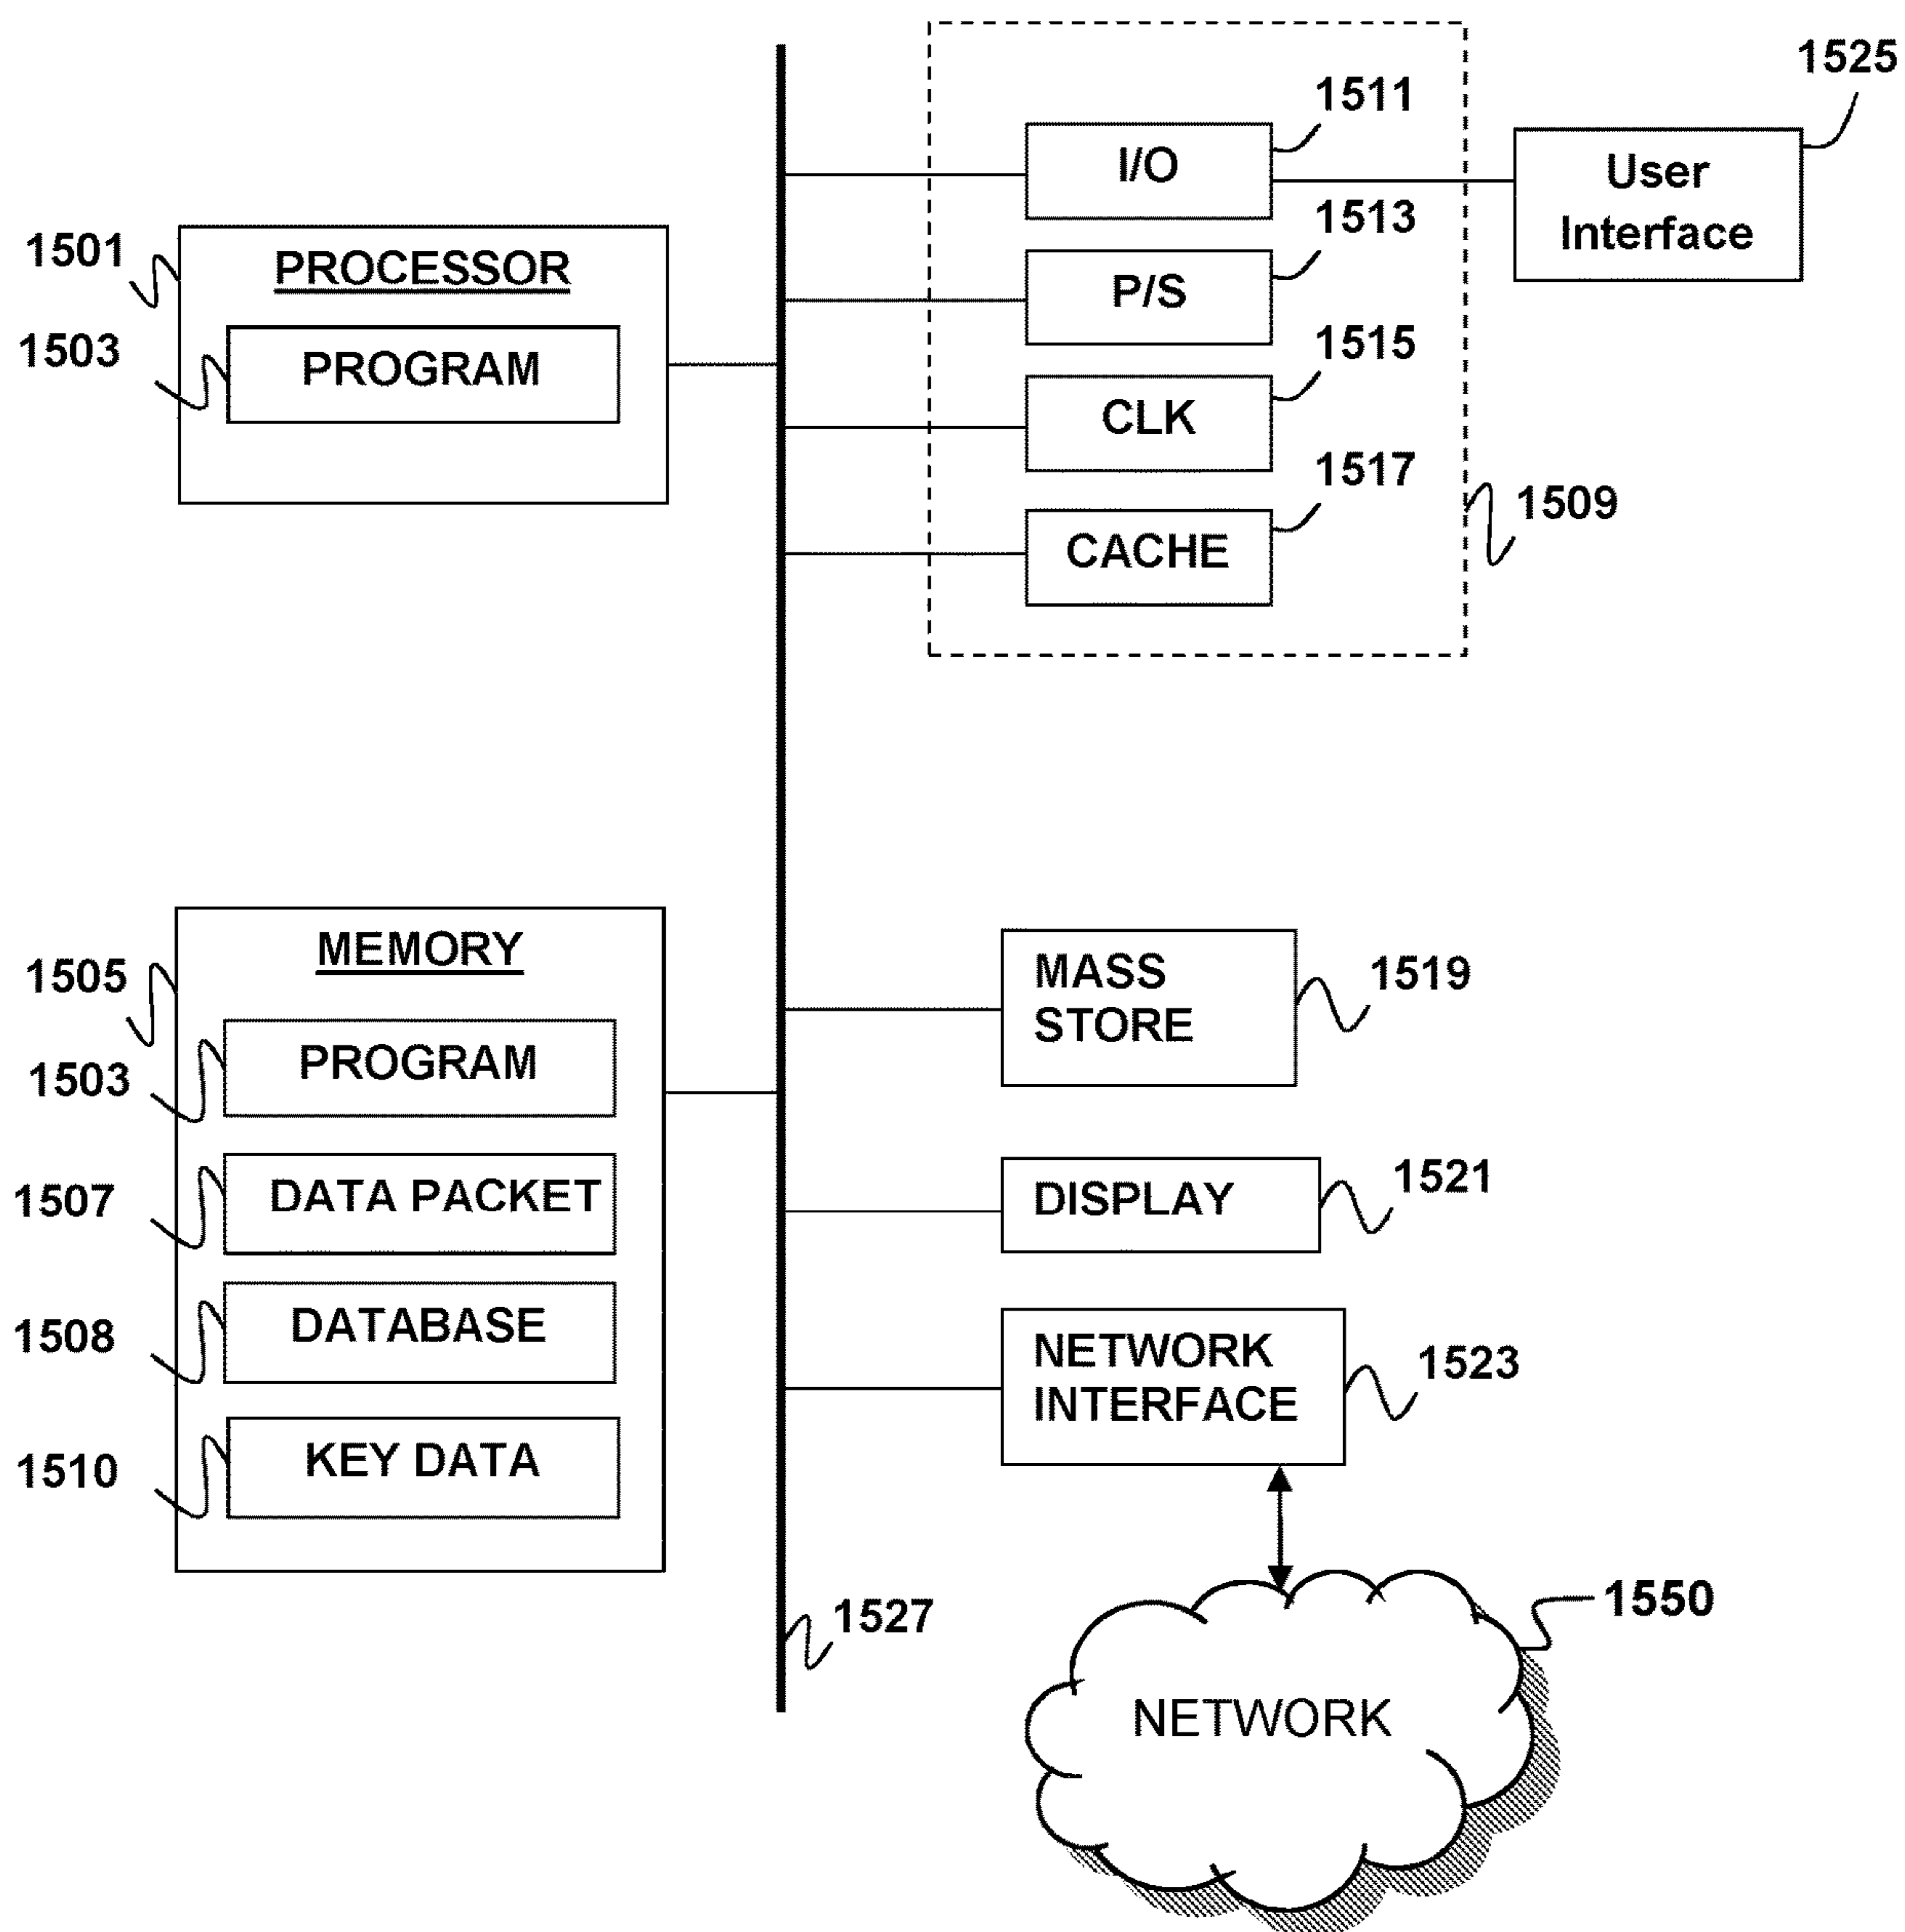 1525
1511
I/O
User
Interface
1513
P/S
1501
PROCESSOR
1503
PROGRAM
1515
CLK
1517
CACHE
1509
1505
MEMORY
1503
PROGRAM
1507
DATA PACKET
1508
DATABASE
1510
KEY DATA
MASS
STORE
1519
DISPLAY
1521
NETWORK
INTERFACE
1523
1527
1550
NETWORK